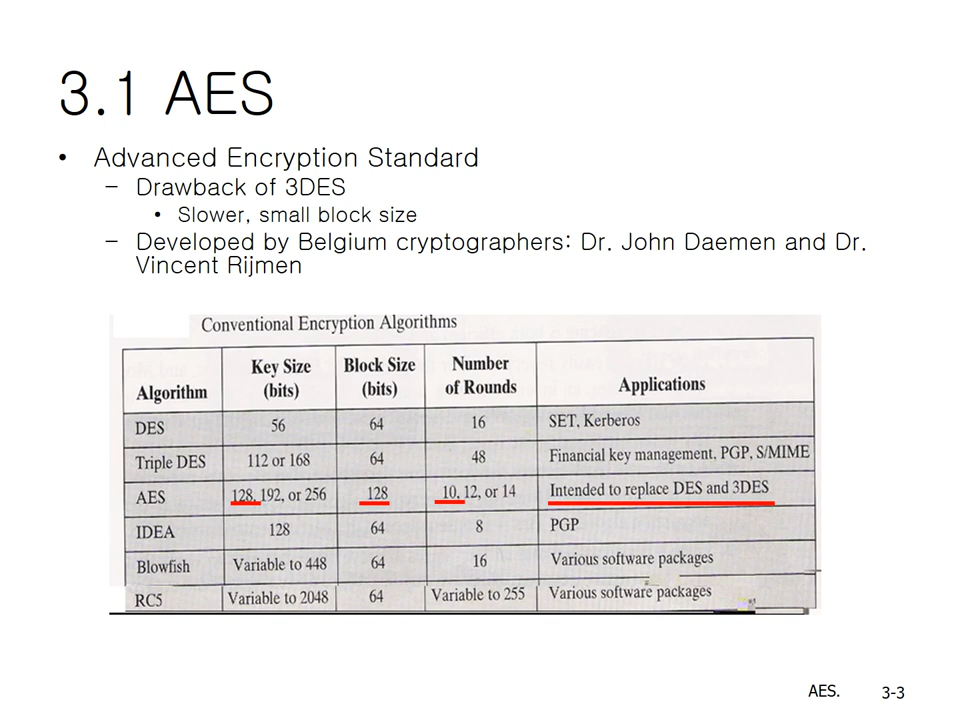 3.1 AES
• Advanced Encryption Standard
– Drawback of 3DES
• Slower, small block size
– Developed by Belgium cryptographers: Dr. John Daemen and Dr.
Vincent Rijmen
Conventional Encryption Algorithms
Algorithm Key Size (bits) Block Size (bits) Number of Rounds Applications
DES 56 64 16 SET, Kerberos
Triple DES 112 or 168 64 48 Financial key management, PGP, S/MIME
AES 128, 192, or 256 128 10, 12, or 14 Intended to replace DES and 3DES
IDEA 128 64 8 PGP
Blowfish Variable to 448 64 16 Various software packages
RC5 Variable to 2048 64 Variable to 255 Various software packages
AES. 3-3